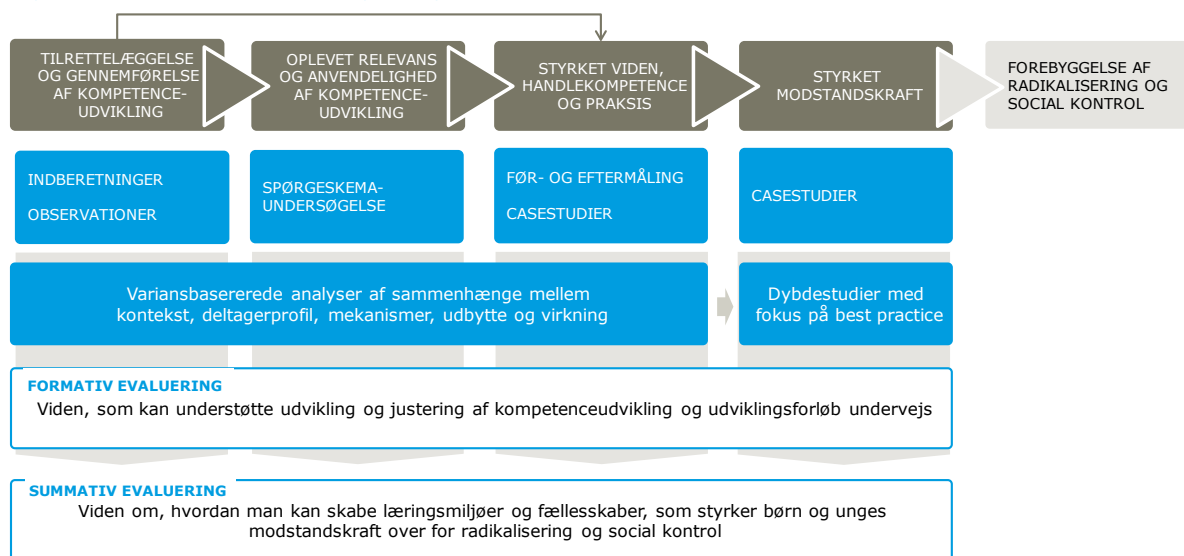 TILRETTELÆGGELSE
OG GENNEMFØRELSE
AF KOMPETENCE-
UDVIKLING
OPLEVET RELEVANS
OG ANVENDELIGHED
AF KOMPETENCE-
UDVIKLING
STYRKET VIDEN,
HANDLEKOMPETENCE
OG PRAKSIS
STYRKET
MODSTANDSKRAFT
FOREBYGGELSE AF
RADIKALISERING OG
SOCIAL KONTROL
INDBERETNINGER
OBSERVATIONER
SPØRGESKEMA-
UNDERSØGELSE
FØR- OG EFTERMÅLING
CASESTUDIER
CASESTUDIER
Variansbasererede analyser af sammenhænge mellem
kontekst, deltagerprofil, mekanismer, udbytte og virkning
Dybdestudier med
fokus på best practice
FORMATIV EVALUERING
Viden, som kan understøtte udvikling og justering af kompetenceudvikling og udviklingsforløb undervejs
SUMMATIV EVALUERING
Viden om, hvordan man kan skabe læringsmiljøer og fællesskaber, som styrker børn og unges
modstandskraft over for radikalisering og social kontrol